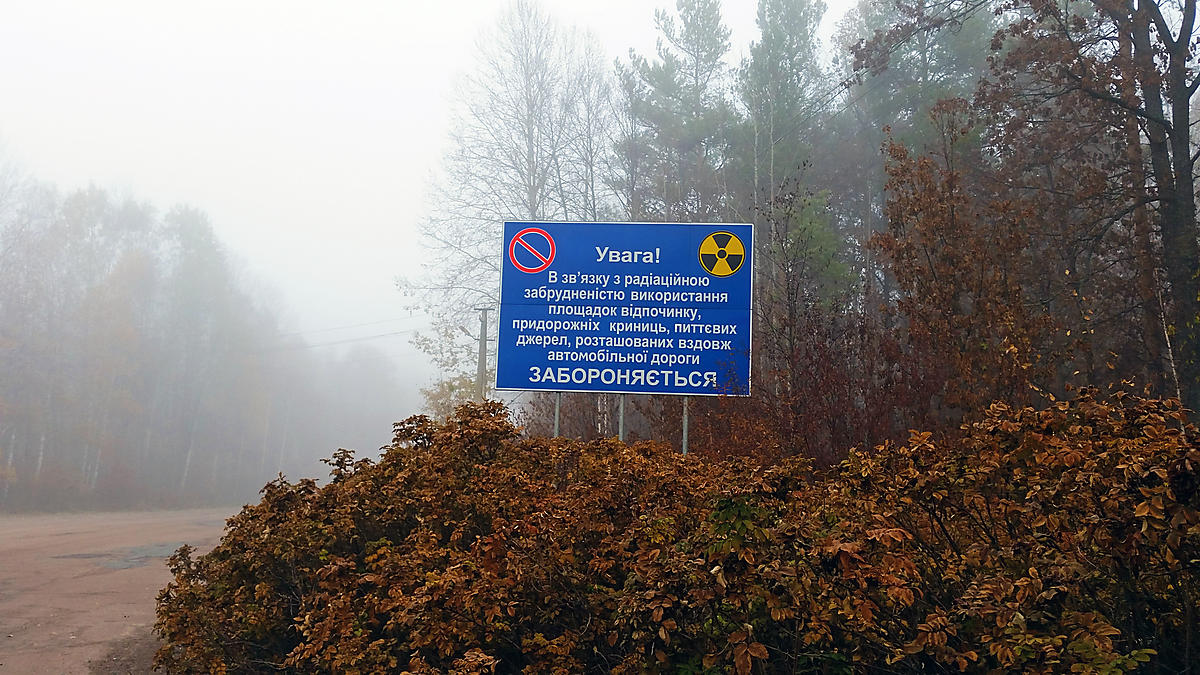 Увага!
В зв'язку з радіаційною
забрудненістю використання
площадок відпочинку,
придорожніх криниць, питтєвих
джерел, розташованих вздовж
автомобільної дороги
ЗАБОРОНЯЄТЬСЯ